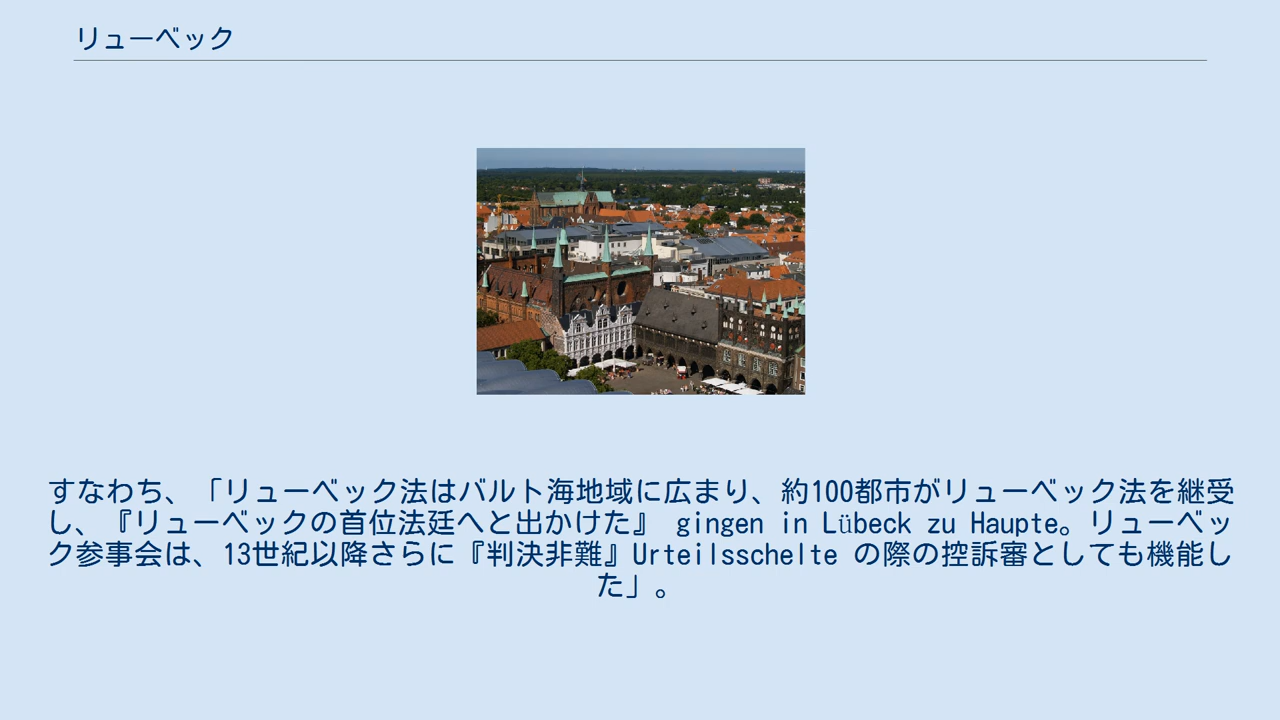 リューベック
すなわち、「リューベック法はバルト海地域に広まり、約100都市がリューベック法を継受
し、『リューベックの首位法廷へと出かけた』 gingen in Lübeck zu Haupte。リューベッ
ク参事会は、13世紀以降さらに『判決非難』Urteilsschelte の際の控訴審としても機能し
た」。